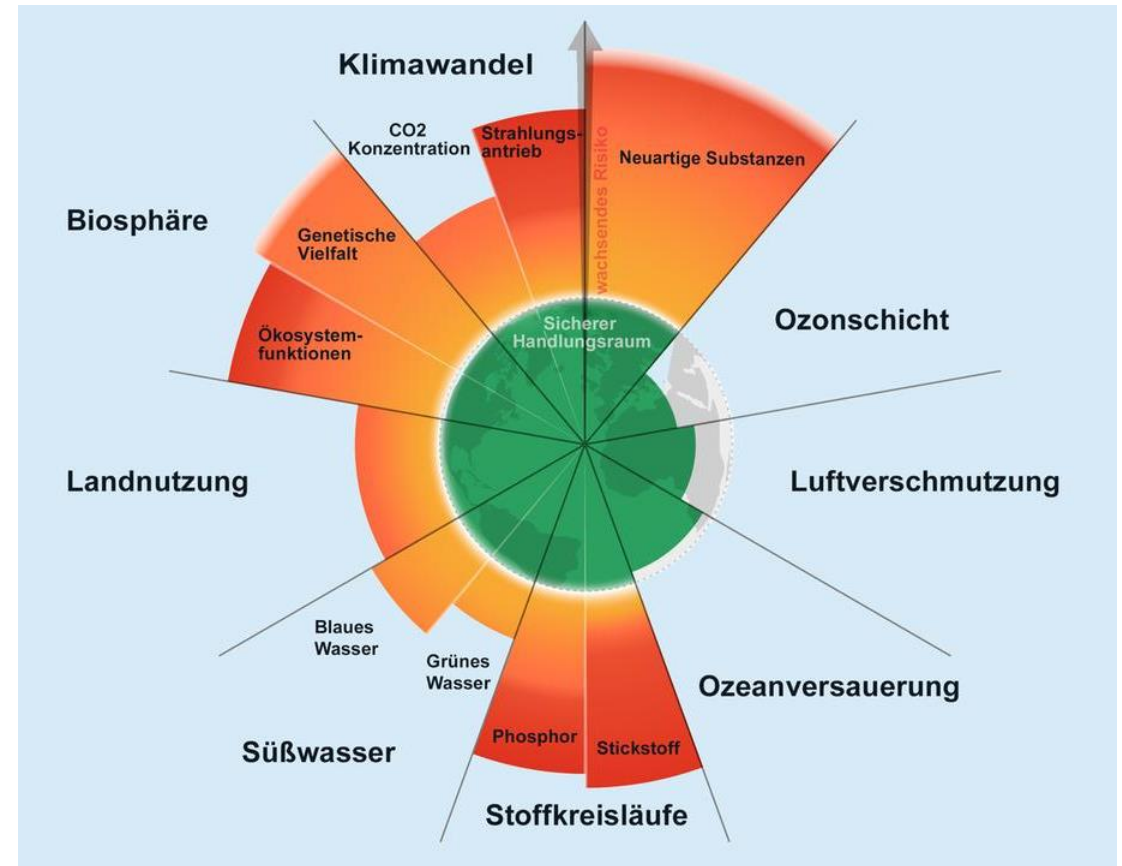 Klimawandel
CO2
Konzentration
Strahlungs-
antrieb
wachsendes Risiko
Neuartige Substanzen
Biosphäre
Genetische
Vielfalt
Ökosystem-
funktionen
Sicherer
Handlungsraum
Ozonschicht
Landnutzung
Luftverschmutzung
Blaues
Wasser
Grünes
Wasser
Ozeanversauerung
Süßwasser
Phosphor
Stickstoff
Stoffkreisläufe